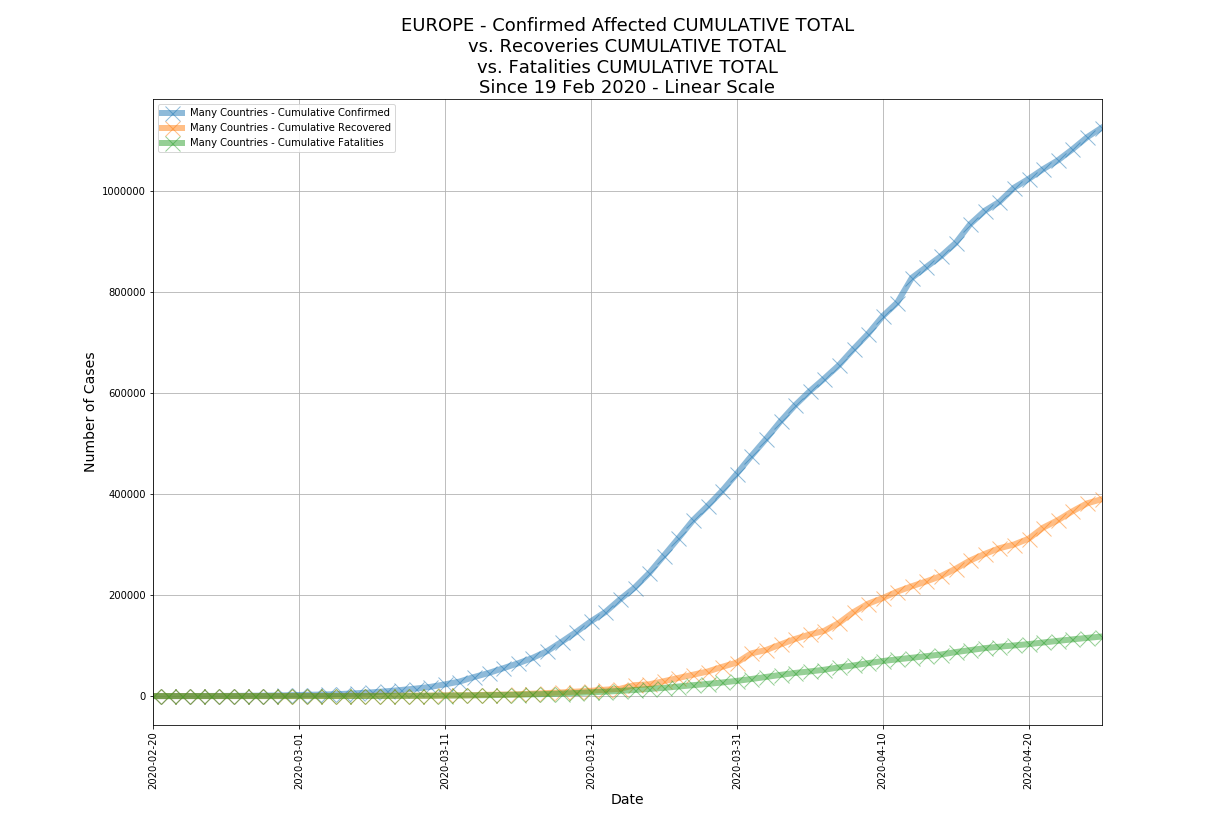 EUROPE - Confirmed Affected CUMULATIVE TOTAL
vs. Recoveries CUMULATIVE TOTAL
vs. Fatalities CUMULATIVE TOTAL
Since 19 Feb 2020 - Linear Scale
Many Countries - Cumulative Confirmed
Many Countries - Cumulative Recovered
Many Countries - Cumulative Fatalities
Number of Cases
1000000
800000
600000
400000
200000
0
2020-02-20
2020-03-01
2020-03-11
2020-03-21
2020-03-31
2020-04-10
2020-04-20
Date